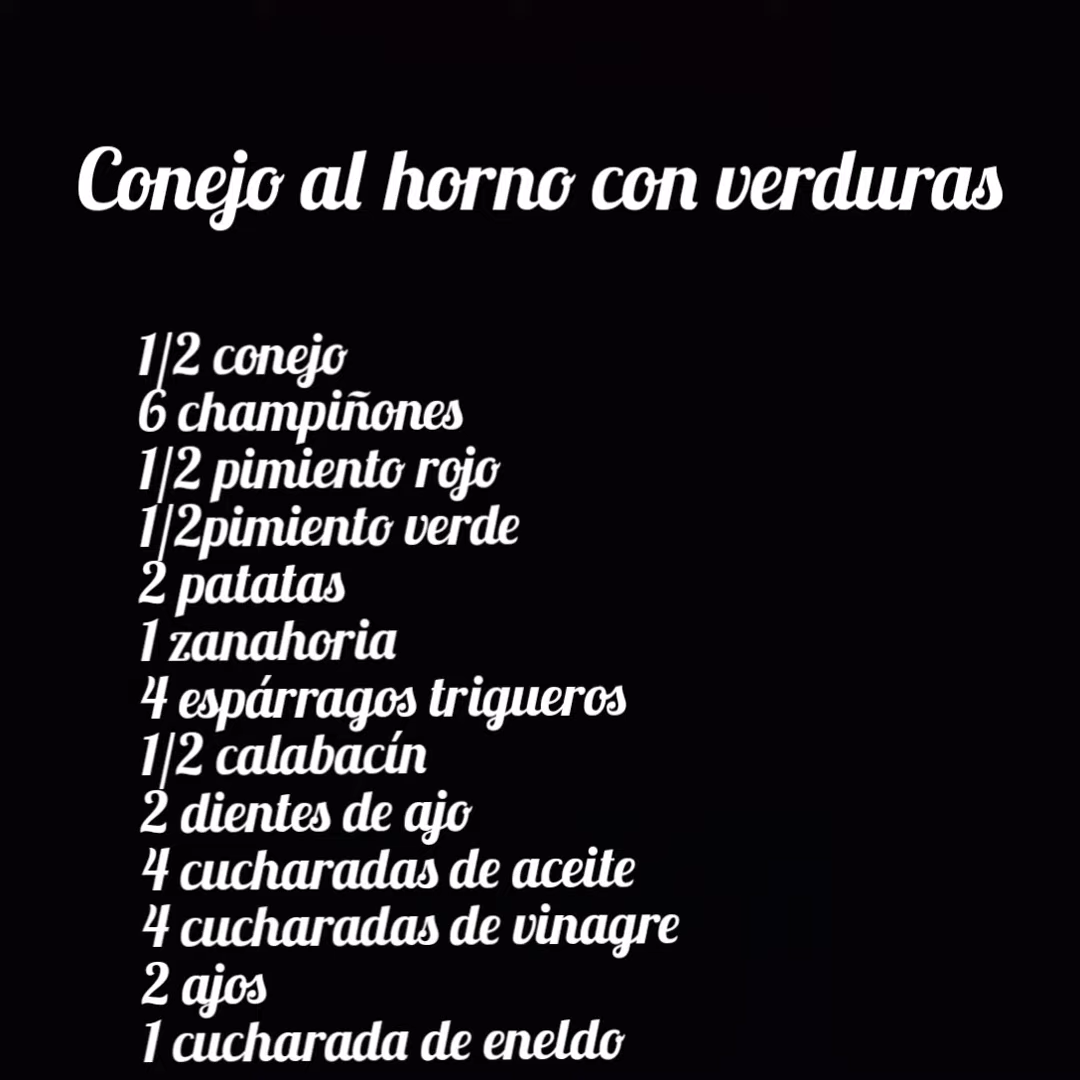 Conejo al horno con verduras
1/2 conejo
6 champiñones
1/2 pimiento rojo
1/2pimiento verde
2 patatas
1 zanahoria
4 espárragos trigueros
1/2 calabacín
2 dientes de ajo
4 cucharadas de aceite
4 cucharadas de vinagre
2 ajos
1 cucharada de eneldo